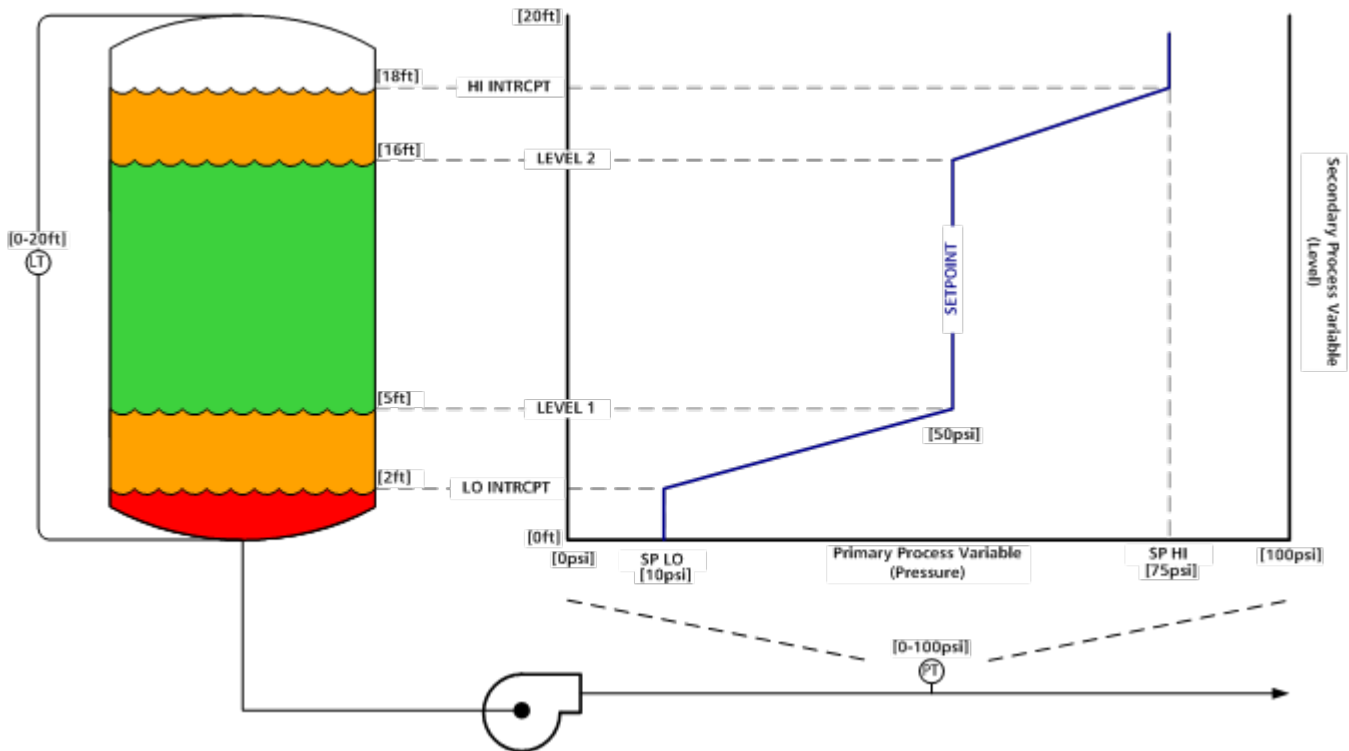 [20ft]
[18ft]
HI INTRCPT
[16ft]
LEVEL 2
[0-20ft]
LT
SETPOINT
Secondary Process Variable
(Level)
[5ft]
LEVEL 1
[50psi]
[2ft]
LO INTRCPT
[0ft]
[0psi]
SP LO
[10psi]
Primary Process Variable
(Pressure)
SP HI
[75psi]
[100psi]
[0-100psi]
PT